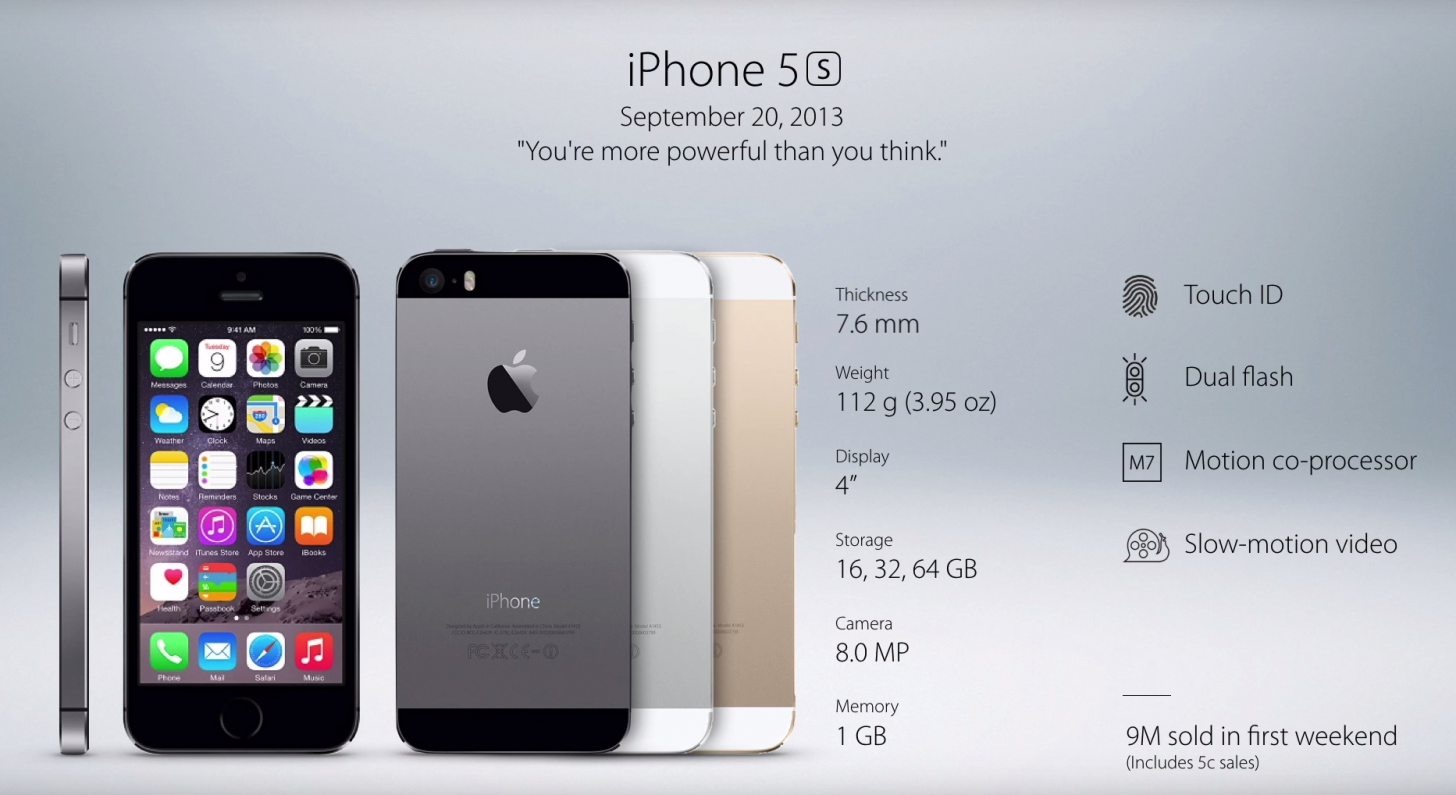 iPhone 5 S
September 20, 2013
"You're more powerful than you think."
9:41 AM
100%
Messages
Tuesday
9
Calendar
Photos
Camera
Weather
Clock
280
Maps
Videos
Notes
Reminders
Stocks
Game Center
Newsstand
iTunes Store
App Store
iBooks
Health
Passbook
Settings
Phone
Mail
Safari
Music
iPhone
Thickness
7.6 mm
Weight
112 g (3.95 oz)
Display
4"
Storage
16, 32, 64 GB
Camera
8.0 MP
Memory
1 GB
Touch ID
Dual flash
M7 Motion co-processor
Slow-motion video
9M sold in first weekend
(Includes 5c sales)